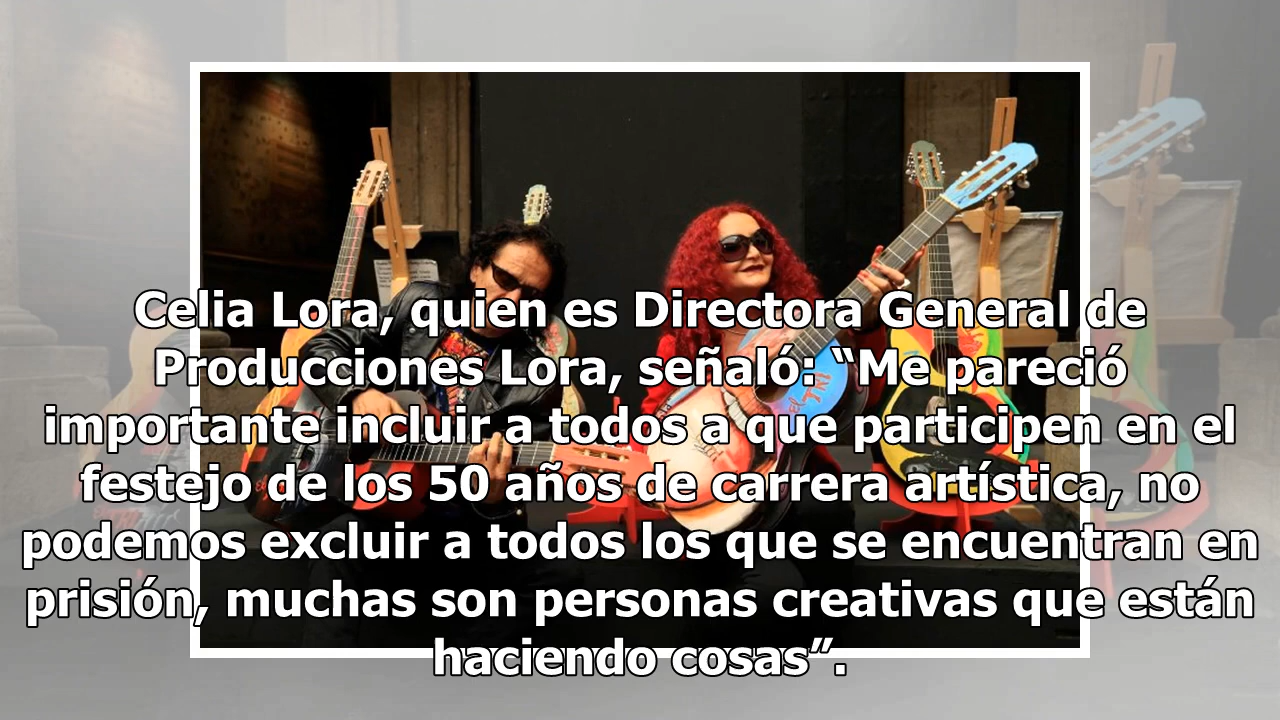 Celia Lora, quien es Directora General de
Producciones Lora, señaló: “Me pareció
importante incluir a todos a que participen en el
festejo de los 50 años de carrera artística, no
podemos excluir a todos los que se encuentran en
prisión, muchas son personas creativas que están
haciendo cosas”.
El TRI